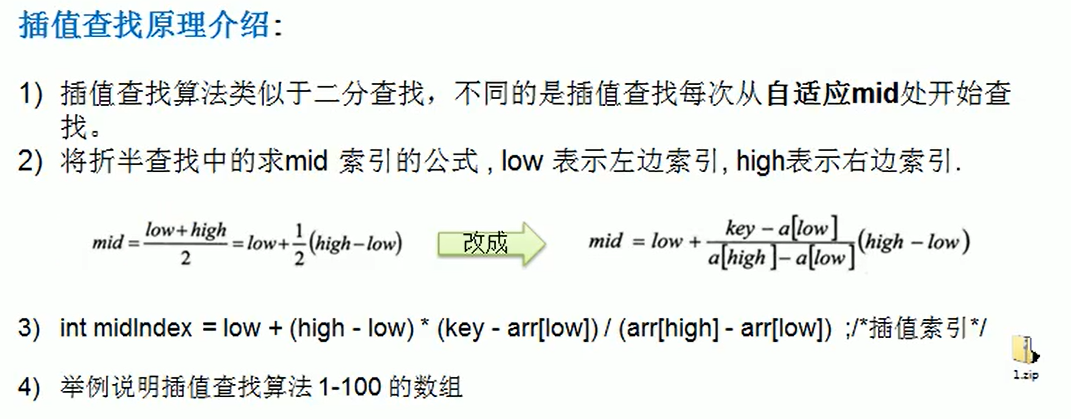 插值查找原理介绍:
1) 插值查找算法类似于二分查找，不同的是插值查找每次从自适应mid处开始查
找。
2) 将折半查找中的求mid 索引的公式 , low 表示左边索引, high表示右边索引.
mid = \frac{low+high}{2} = low + \frac{1}{2}(high−low) 改成 mid = low + \frac{key − a[low]}{a[high]− a[low]}(high − low)
3) int midIndex = low + (high - low) * (key - arr[low]) / (arr[high] - arr[low]) ;/*插值索引*/
1.zip
4) 举例说明插值查找算法 1-100 的数组